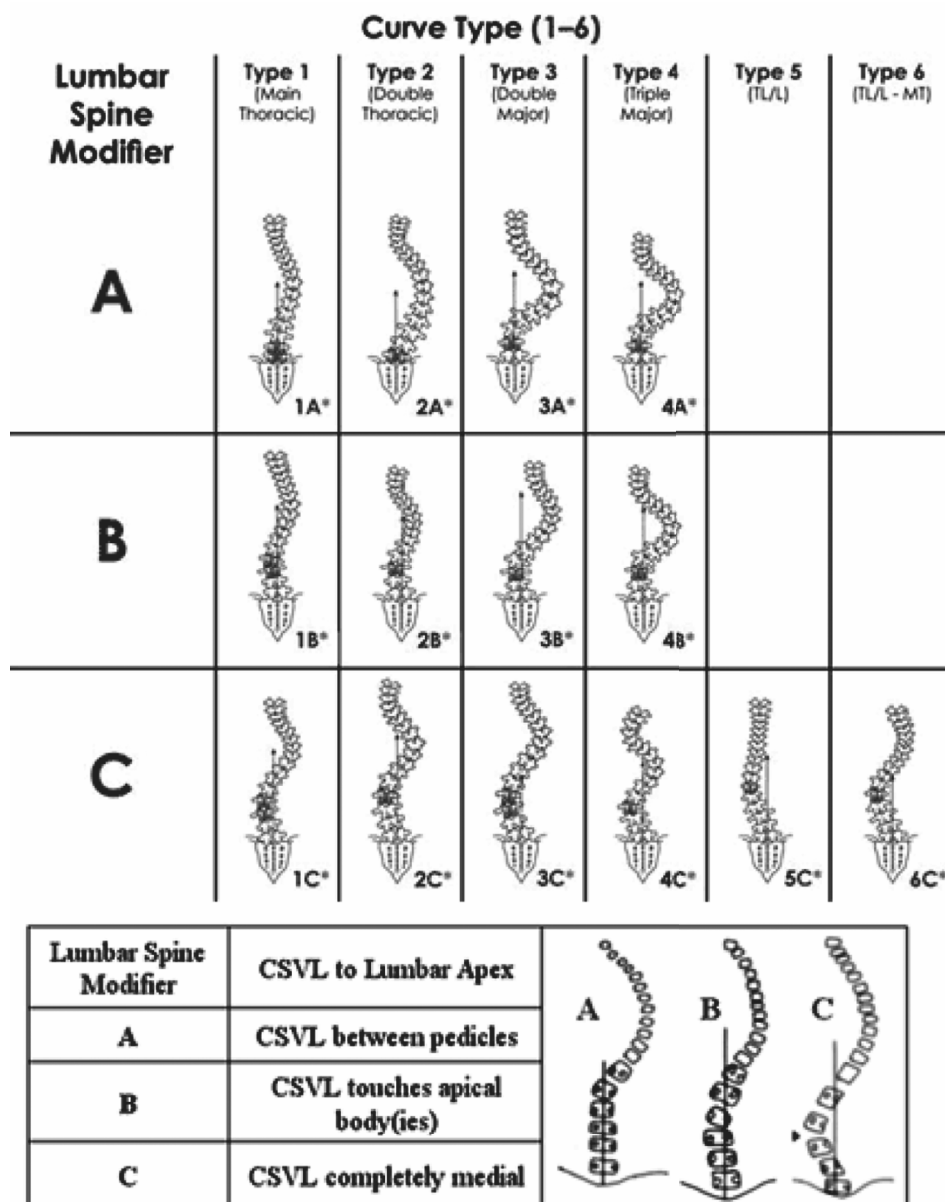 Curve Type (1–6)
Lumbar
Spine
Modifier
Type 1
(Main
Thoracic)
Type 2
(Double
Thoracic)
Type 3
(Double
Major)
Type 4
(Triple
Major)
Type 5
(TL/L)
Type 6
(TL/L - MT)
A
1A*
2A*
3A*
4A*
B
1B*
2B*
3B*
4B*
C
1C*
2C*
3C*
4C*
5C*
6C*
Lumbar Spine
Modifier
CSVL to Lumbar Apex
A
CSVL between pedicles
B
CSVL touches apical
body(ies)
C
CSVL completely medial
A
B
C